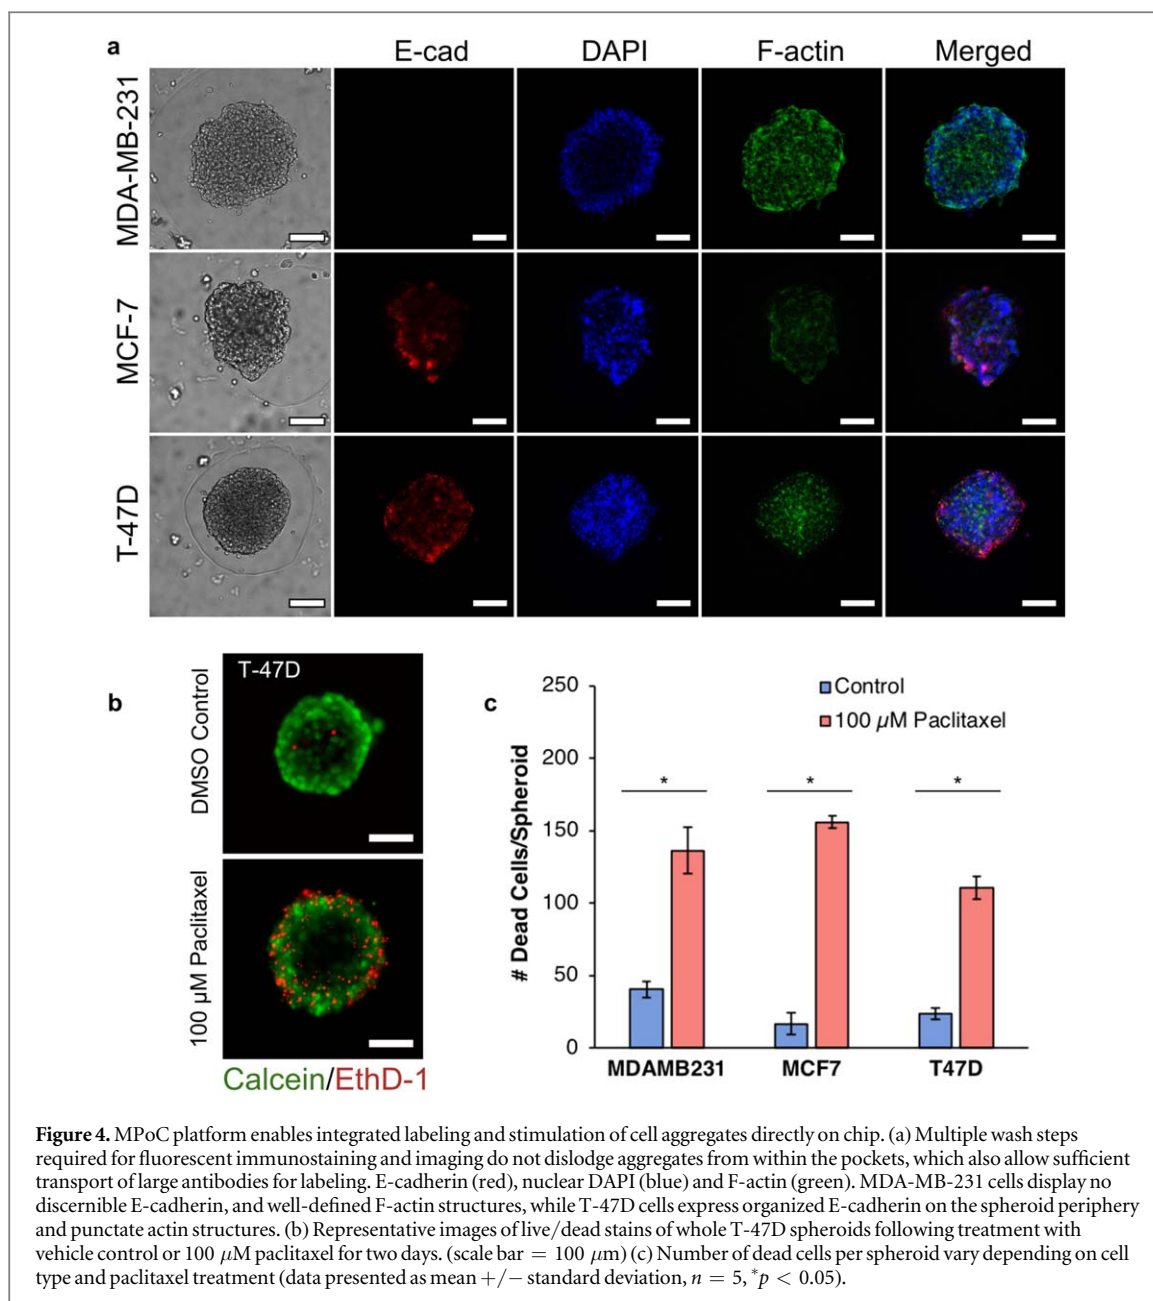 a
E-cad DAPI F-actin Merged
MDA-MB-231
MCF-7
T-47D
b
DMSO Control
T-47D
100 µM Paclitaxel
Calcein/EthD-1
c
# Dead Cells/Spheroid
250
200
150
100
50
0
Control
100 µM Paclitaxel
*
*
*
MDAMB231 MCF7 T47D
Figure 4. MPoC platform enables integrated labeling and stimulation of cell aggregates directly on chip. (a) Multiple wash steps
required for fluorescent immunostaining and imaging do not dislodge aggregates from within the pockets, which also allow sufficient
transport of large antibodies for labeling. E-cadherin (red), nuclear DAPI (blue) and F-actin (green). MDA-MB-231 cells display no
discernible E-cadherin, and well-defined F-actin structures, while T-47D cells express organized E-cadherin on the spheroid periphery
and punctate actin structures. (b) Representative images of live/dead stains of whole T-47D spheroids following treatment with
vehicle control or 100 µM paclitaxel for two days. (scale bar = 100 µm) (c) Number of dead cells per spheroid vary depending on cell
type and paclitaxel treatment (data presented as mean +/− standard deviation, n = 5, *p < 0.05).